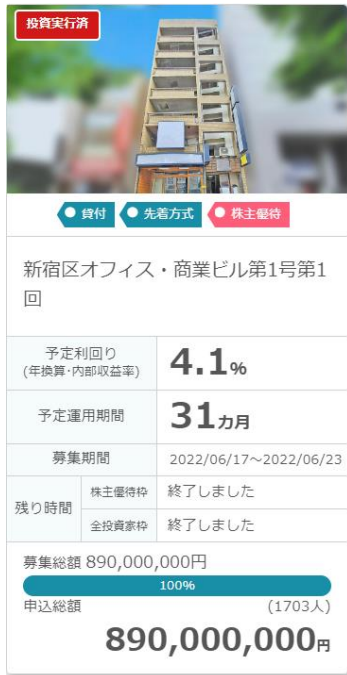 投資実行済
貸付 先着方式 株主優待
新宿区オフィス・商業ビル第1号第1
回
予定利回り
(年換算・内部収益率)
4.1%
予定運用期間
31カ月
募集期間
2022/06/17～2022/06/23
残り時間
株主優待枠
終了しました
全投資家枠
終了しました
募集総額 890,000,000円
100%
申込総額
(1703人)
890,000,000円